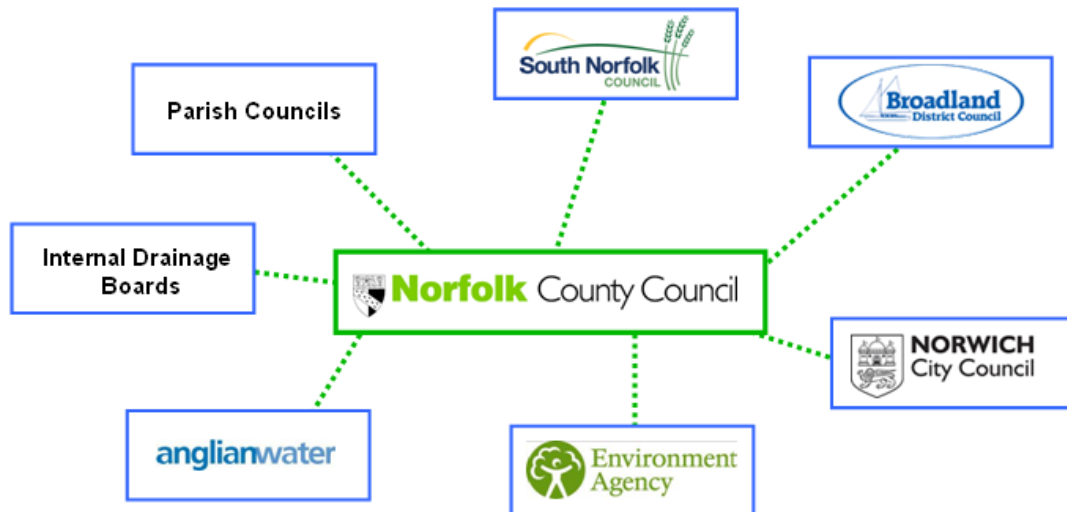 South Norfolk
COUNCIL
Broadland
District Council
Parish Councils
Internal Drainage
Boards
Norfolk County Council
NORWICH
City Council
anglianwater
Environment
Agency